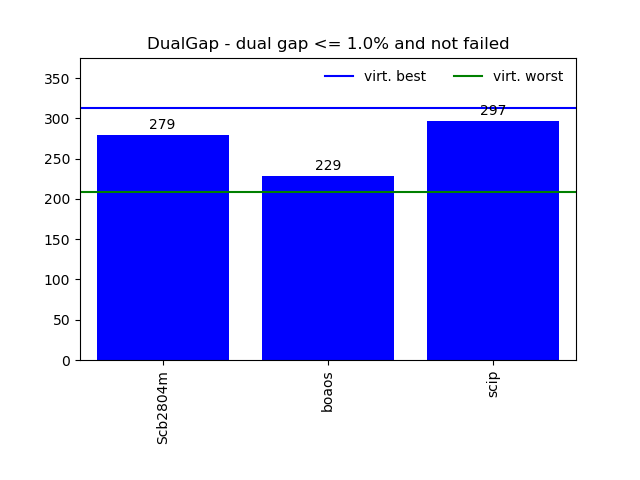 DualGap - dual gap <= 1.0% and not failed
virt. best virt. worst
350
300
250
200
150
100
50
0
279
229
297
Scb2804m
boaos
scip